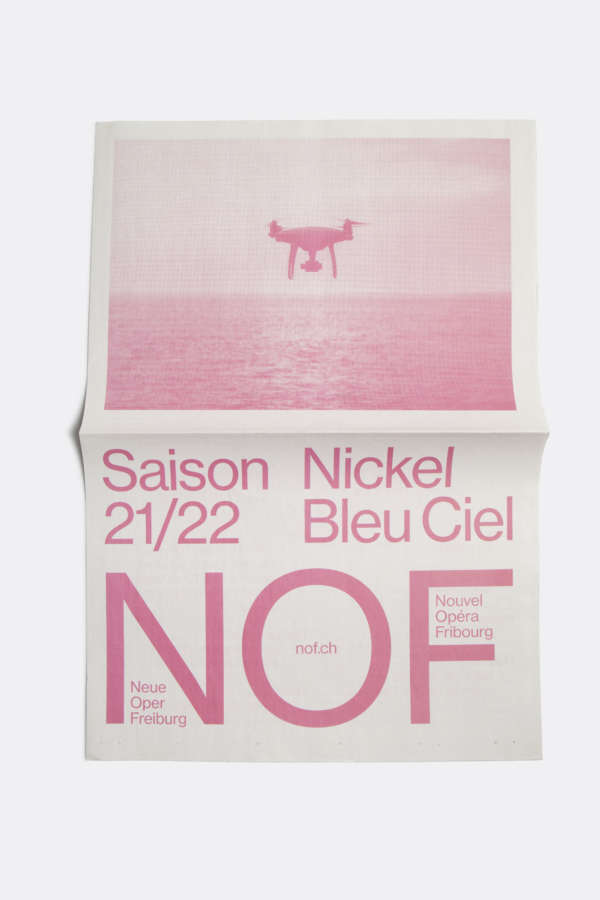 Saison
21/22
Nickel
Bleu Ciel
NOF
Nouvel
Opéra
Fribourg
nof.ch
Neue
Oper
Freiburg